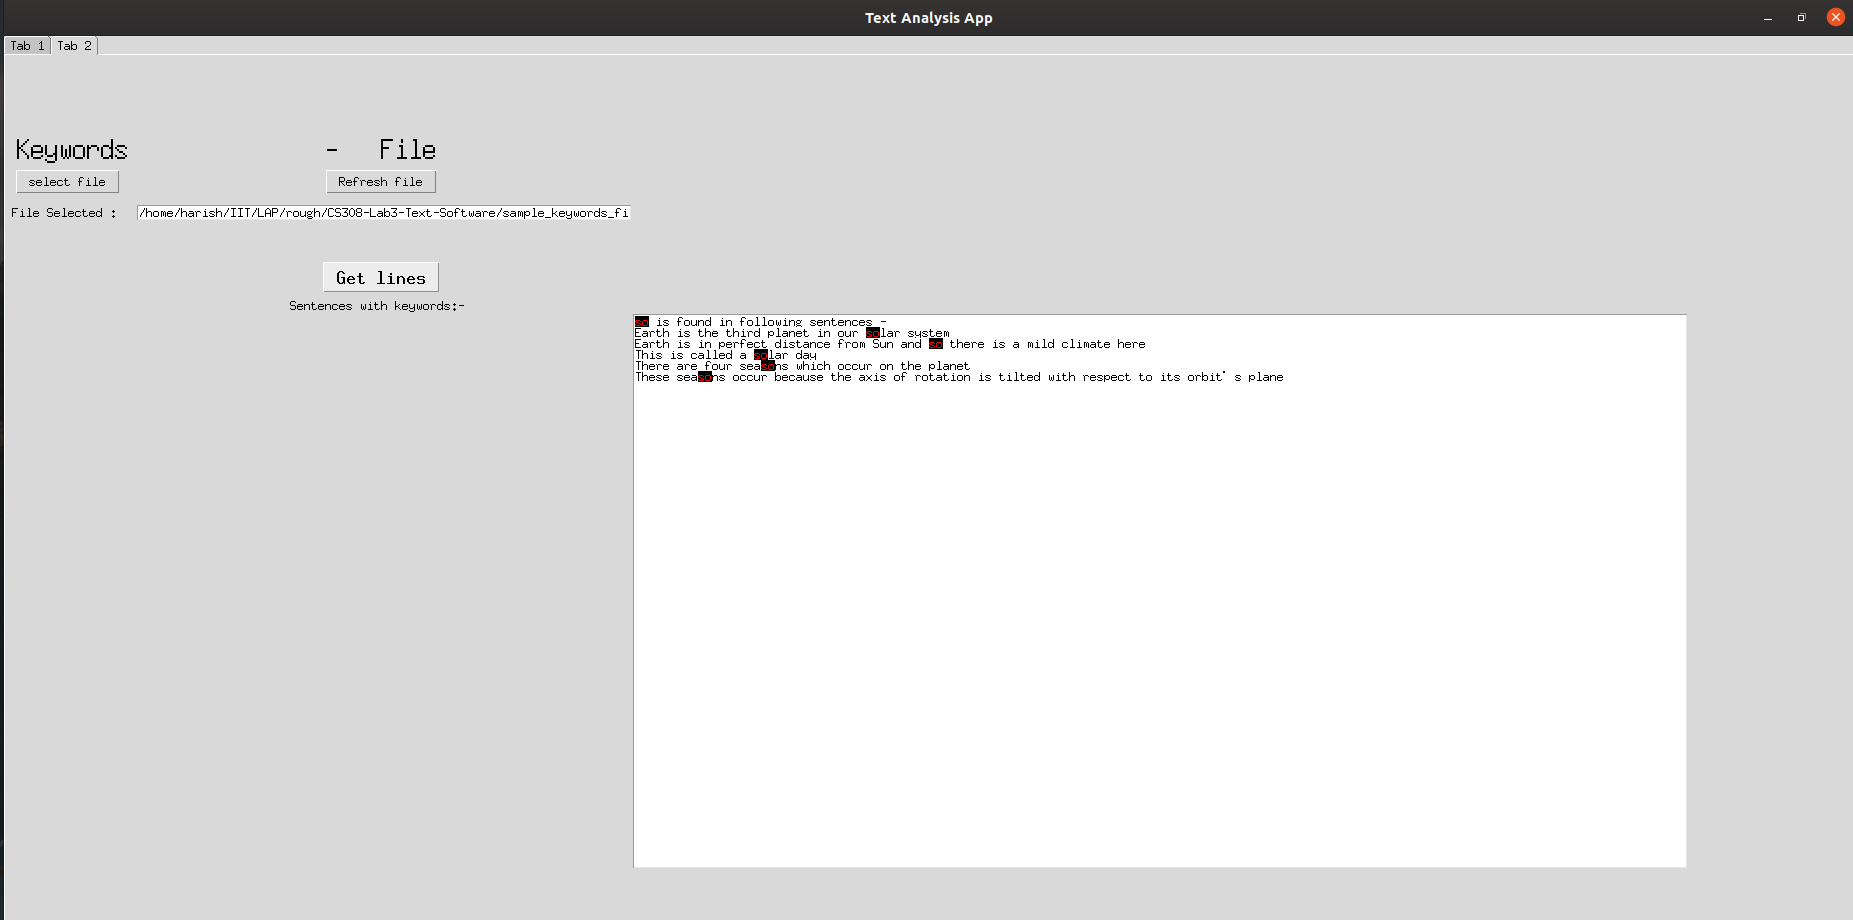 Text Analysis App
Tab 1 Tab 2
Keywords - File
select file Refresh file
File Selected : /home/harish/IIT/LAP/rough/CS308-Lab3-Text-Software/sample_keywords_fi
Get lines
Sentences with keywords:-
so is found in following sentences -
Earth is the third planet in our solar system
Earth is in perfect distance from Sun and so there is a mild climate here
This is called a solar day
There are four seasons which occur on the planet
These seasons occur because the axis of rotation is tilted with respect to its orbit's plane